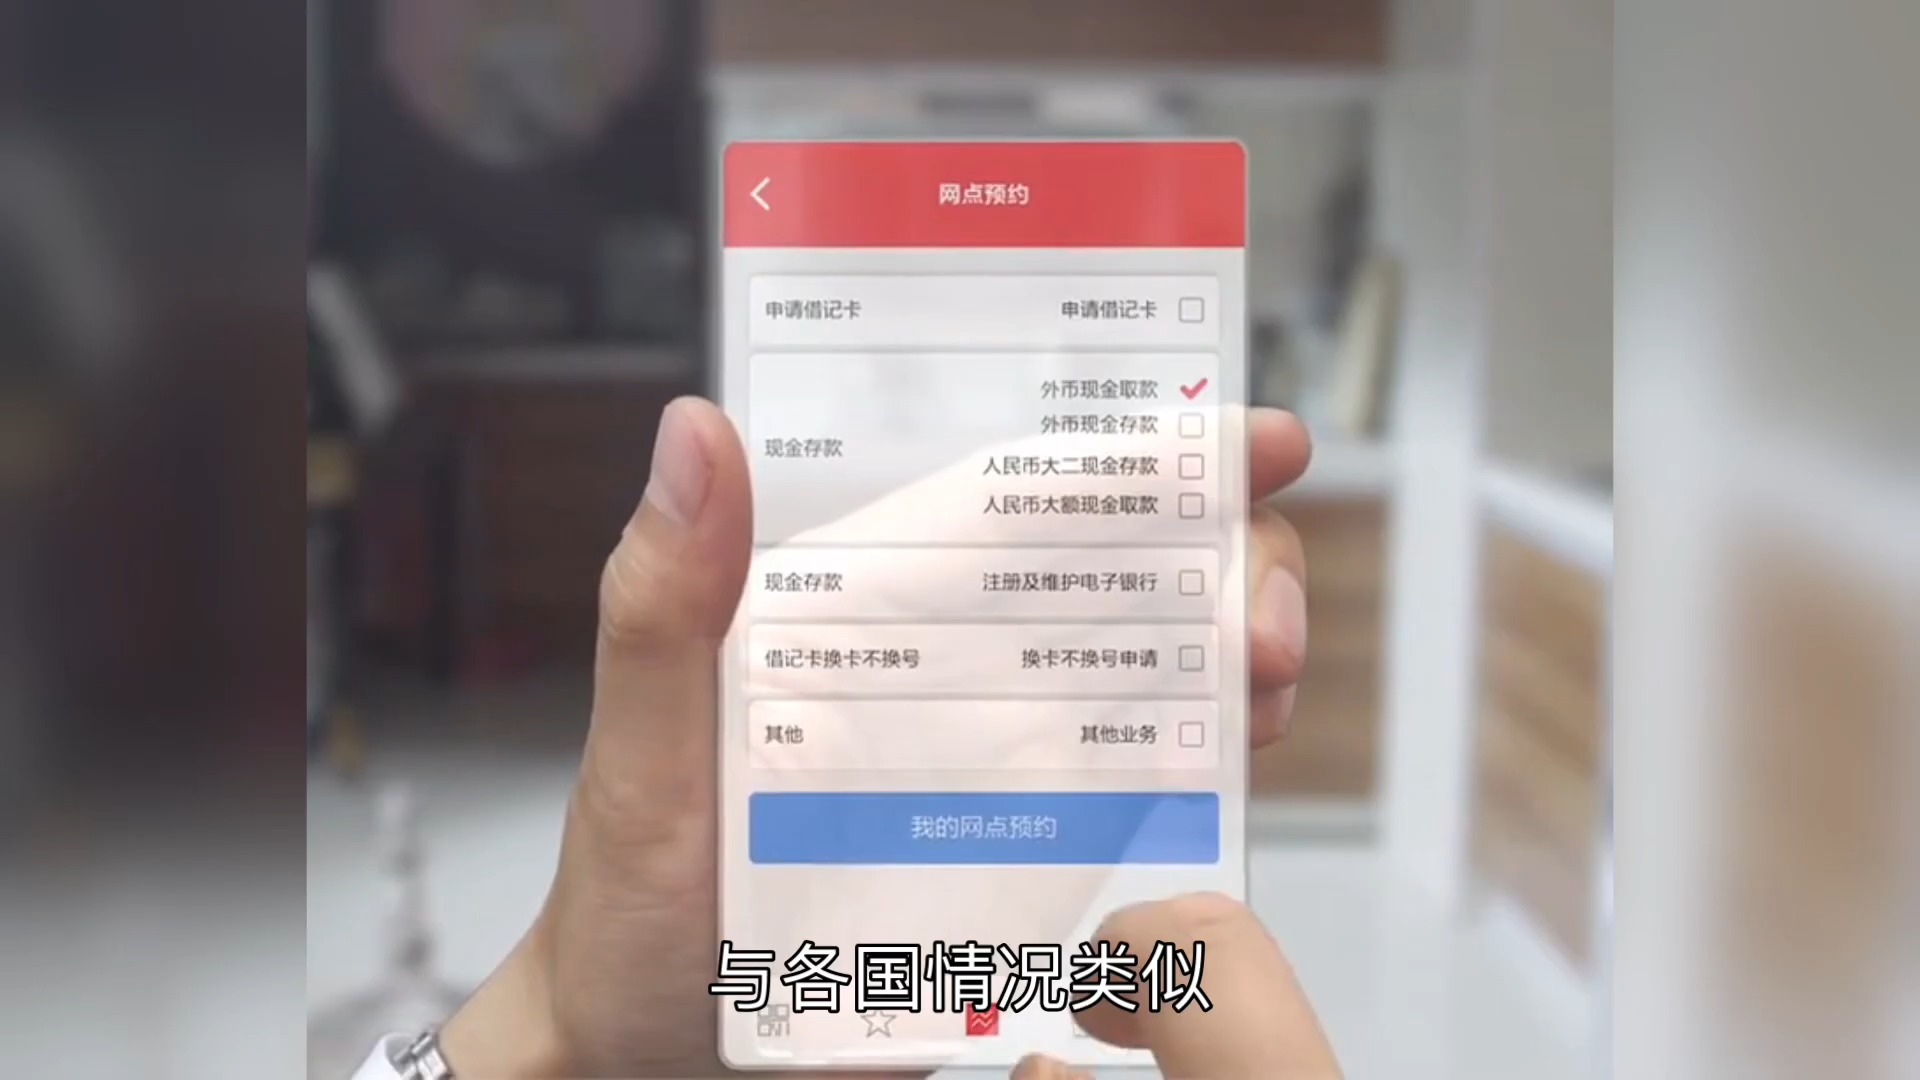 网点预约
申请借记卡 申请借记卡
外币现金取款
外币现金存款
现金存款
人民币大二现金存款
人民币大额现金取款
现金存款 注册及维护电子银行
借记卡换卡不换号 换卡不换号申请
其他 其他业务
我的网点预约
与各国情况类似